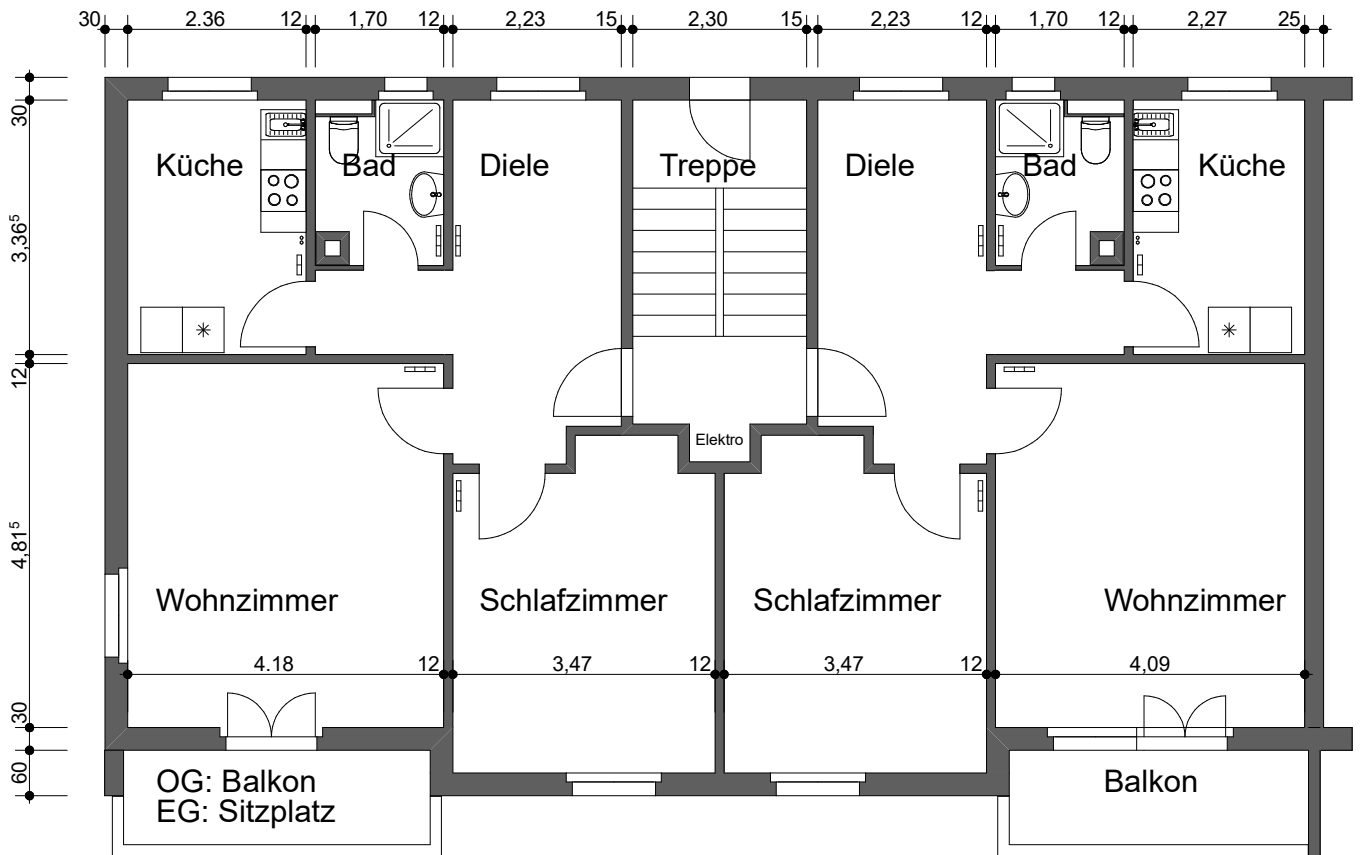 30 2.36 12 1,70 12 2,23 15 2,30 15 2,23 12 1,70 12 2,27 25
30
Küche Bad Diele Treppe Diele Bad Küche
3,36⁵
12
Elektro
4,81⁵
Wohnzimmer Schlafzimmer Schlafzimmer Wohnzimmer
4.18 12 3,47 12 3,47 12 4,09
30
60
OG: Balkon
EG: Sitzplatz
Balkon